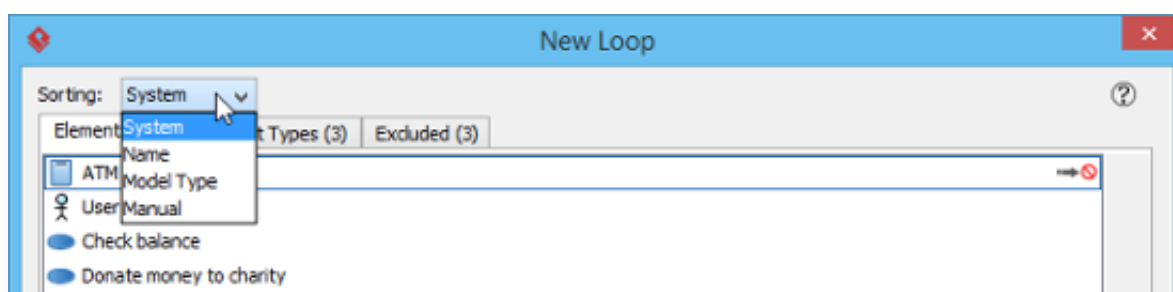 New Loop
Sorting: System
Element
t Types (3)
Excluded (3)
System
Name
Model Type
Manual
ATM
User
Check balance
Donate money to charity